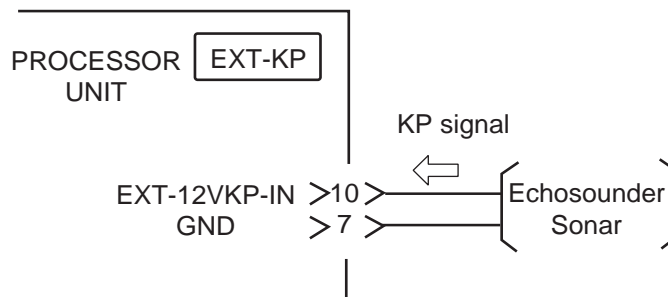 PROCESSOR UNIT
EXT-KP
KP signal
EXT-12VKP-IN 10
GND 7
Echosounder
Sonar